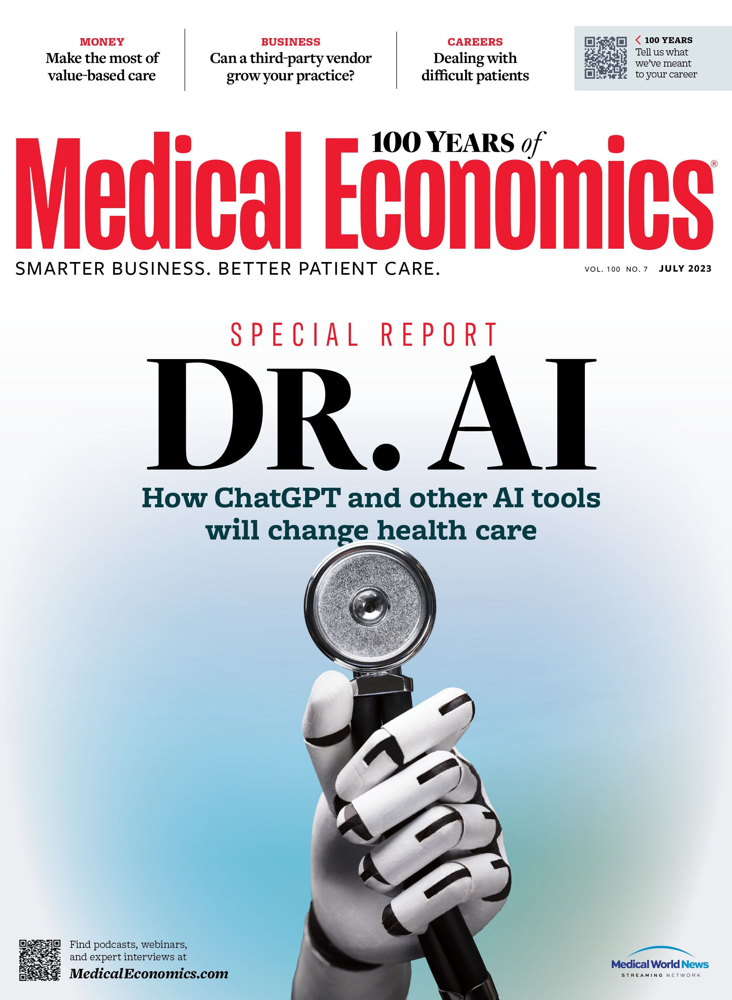 MONEY
Make the most of
value-based care
BUSINESS
Can a third-party vendor
grow your practice?
CAREERS
Dealing with
difficult patients
< 100 YEARS
Tell us what
we've meant
to your career
100 YEARS of
Medical Economics®
SMARTER BUSINESS. BETTER PATIENT CARE.
VOL. 100 NO. 7 JULY 2023
SPECIAL REPORT
DR. AI
How ChatGPT and other AI tools
will change health care
Find podcasts, webinars,
and expert interviews at
MedicalEconomics.com
Medical World News
STREAMING NETWORK